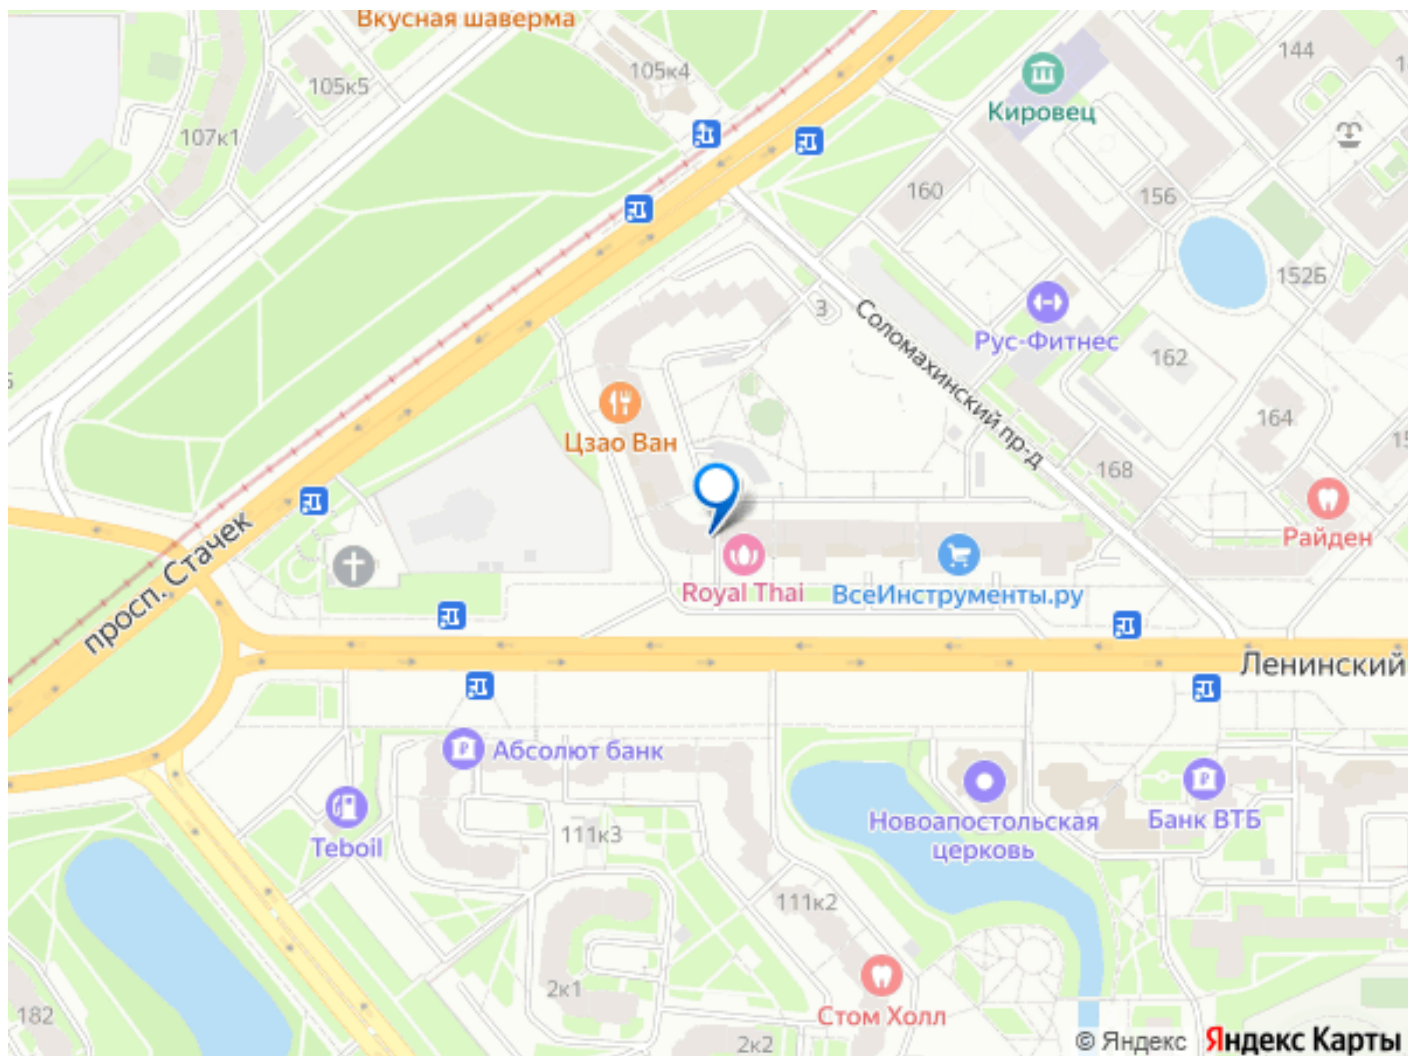 Вкусная шаверма
105к4
105к5
107к1
144
Кировец
160
156
152Б
3
Соломахинский пр-д
Рус-Фитнес
162
164
Цзао Ван
168
Райден
просп. Стачек
Royal Thai
ВсеИнструменты.ру
Ленинский
Абсолют банк
Teboil
111к3
Новоапостольская
церковь
Банк ВТБ
111к2
2к1
Стом Холл
182
2к2
© Яндекс Яндекс Карты